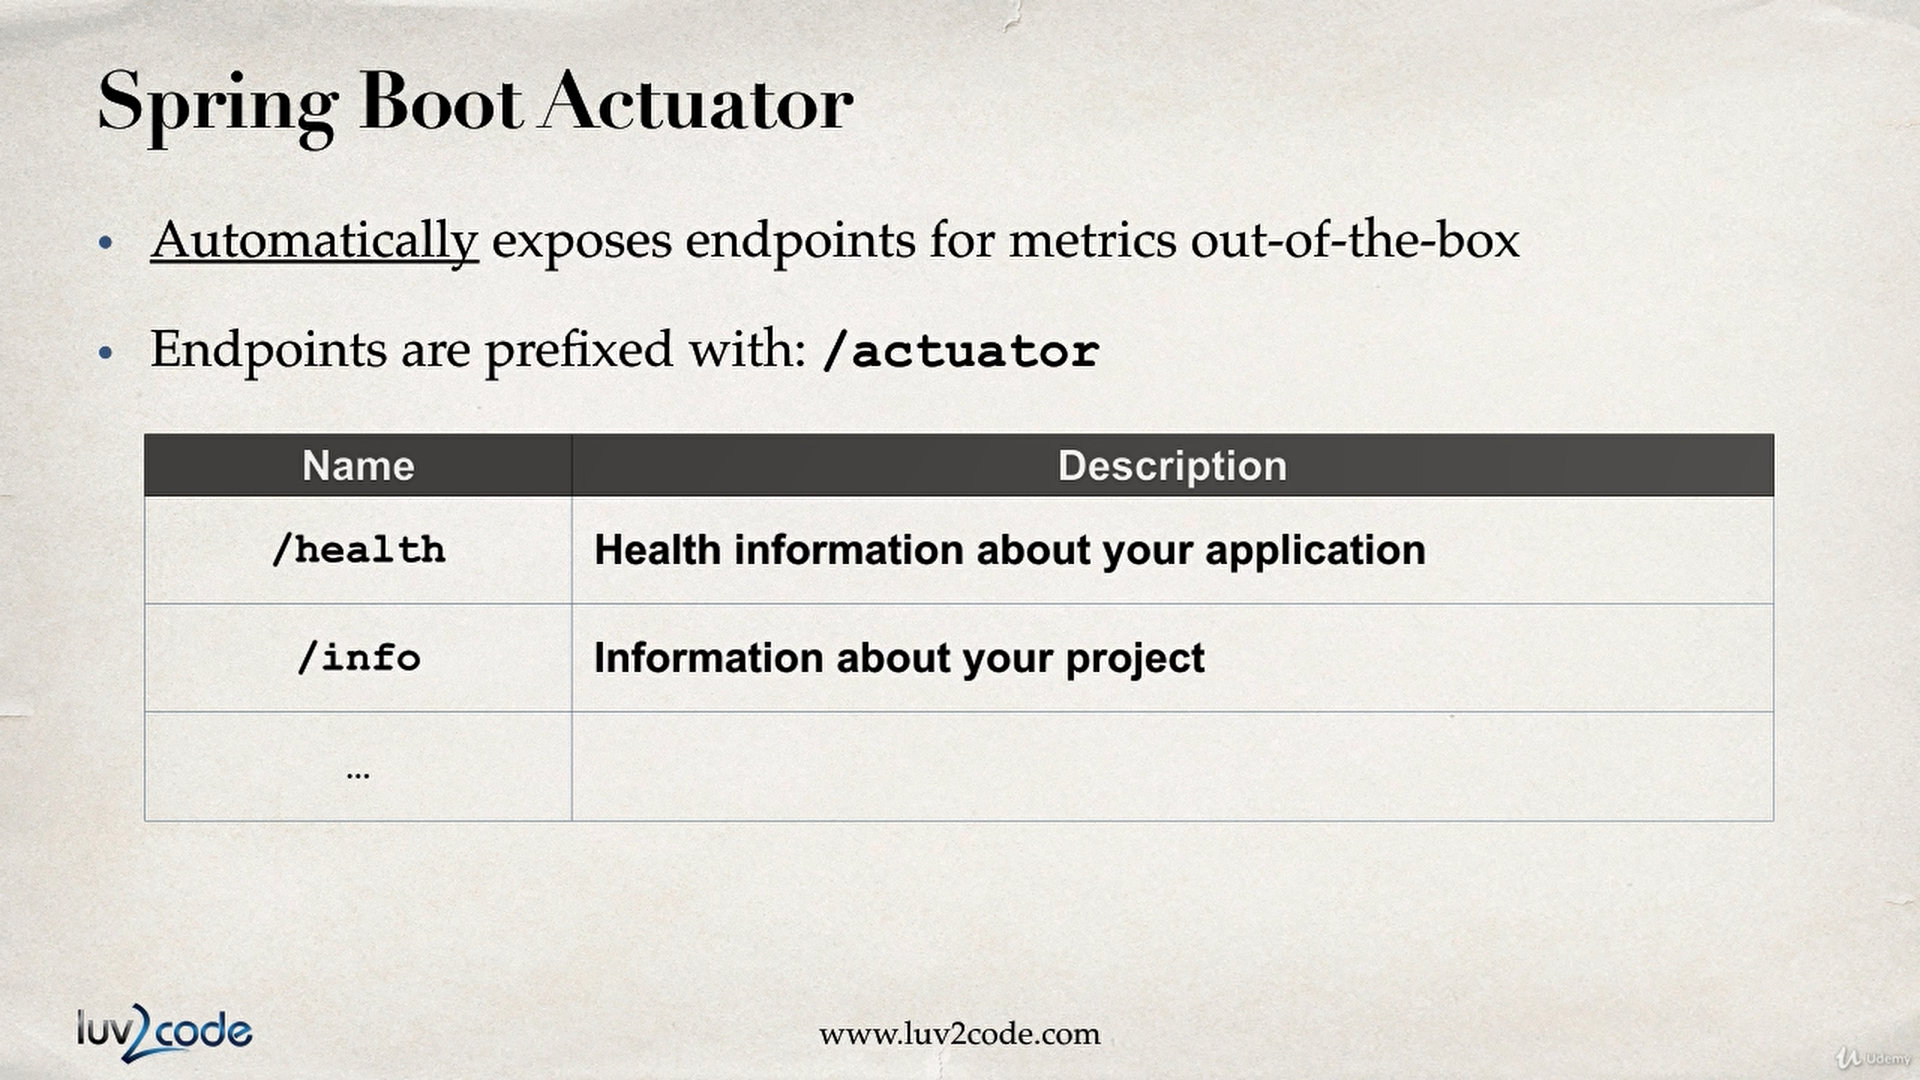 Spring Boot Actuator
• Automatically exposes endpoints for metrics out-of-the-box
• Endpoints are prefixed with: /actuator
Name Description
/health Health information about your application
/info Information about your project
...
luv2code
www.luv2code.com
Udemy